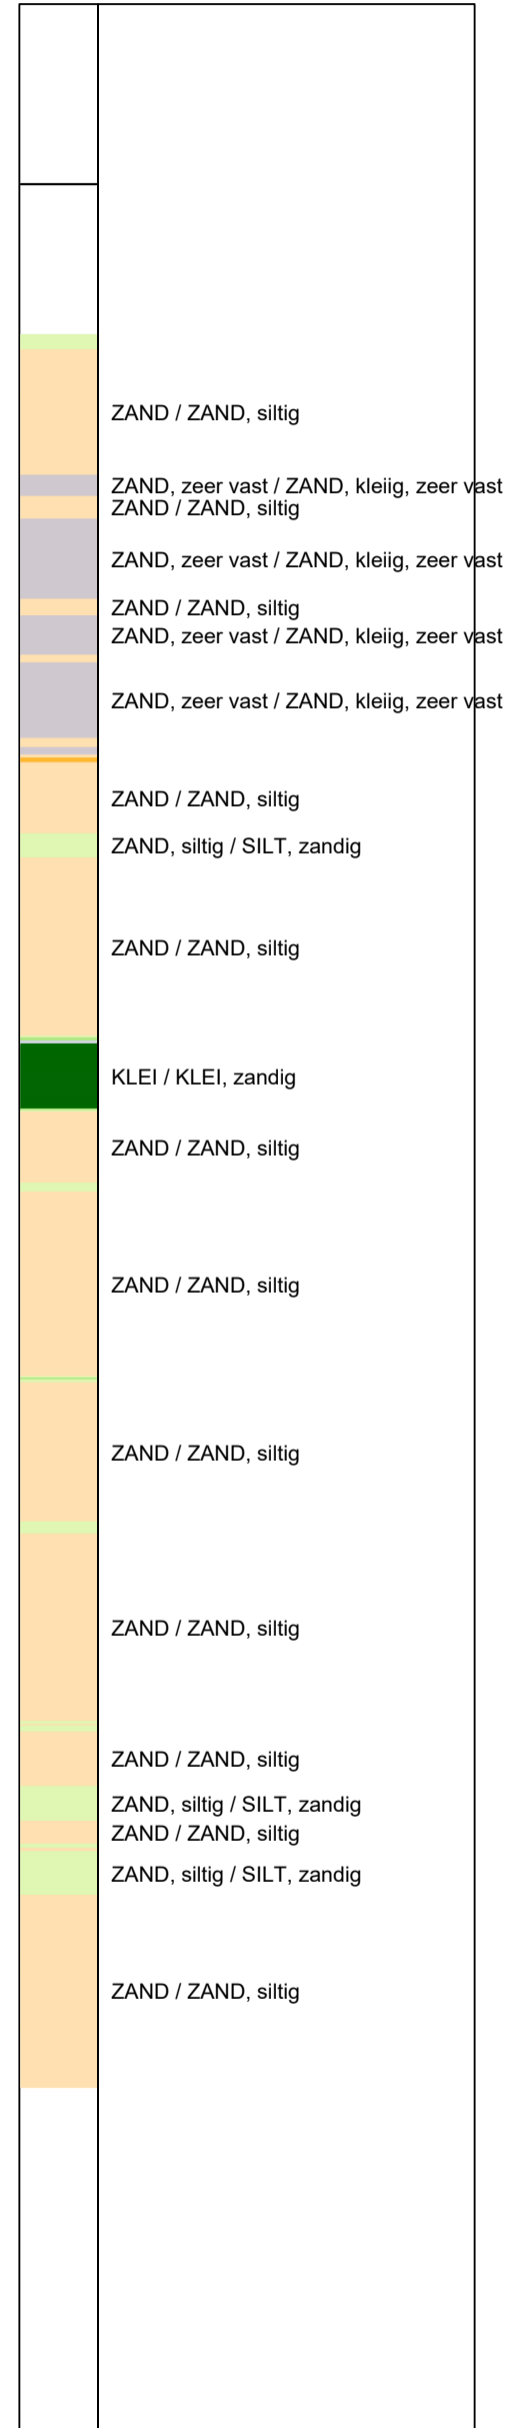 ZAND / ZAND, siltig
ZAND, zeer vast / ZAND, kleiig, zeer vast
ZAND / ZAND, siltig
ZAND, zeer vast / ZAND, kleiig, zeer vast
ZAND / ZAND, siltig
ZAND, zeer vast / ZAND, kleiig, zeer vast
ZAND, zeer vast / ZAND, kleiig, zeer vast
ZAND / ZAND, siltig
ZAND, siltig / SILT, zandig
ZAND / ZAND, siltig
KLEI / KLEI, zandig
ZAND / ZAND, siltig
ZAND / ZAND, siltig
ZAND / ZAND, siltig
ZAND / ZAND, siltig
ZAND / ZAND, siltig
ZAND, siltig / SILT, zandig
ZAND / ZAND, siltig
ZAND, siltig / SILT, zandig
ZAND / ZAND, siltig